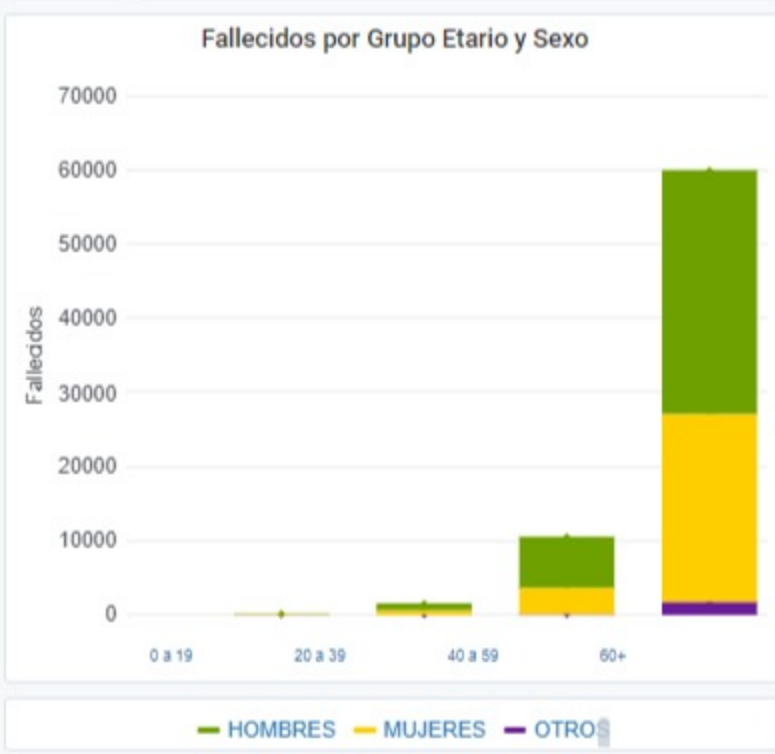 Fallecidos por Grupo Etario y Sexo
70000
60000
50000
40000
30000
20000
10000
0
Fallecidos
0 a 19
20 a 39
40 a 59
60+
HOMBRES
MUJERES
OTROS